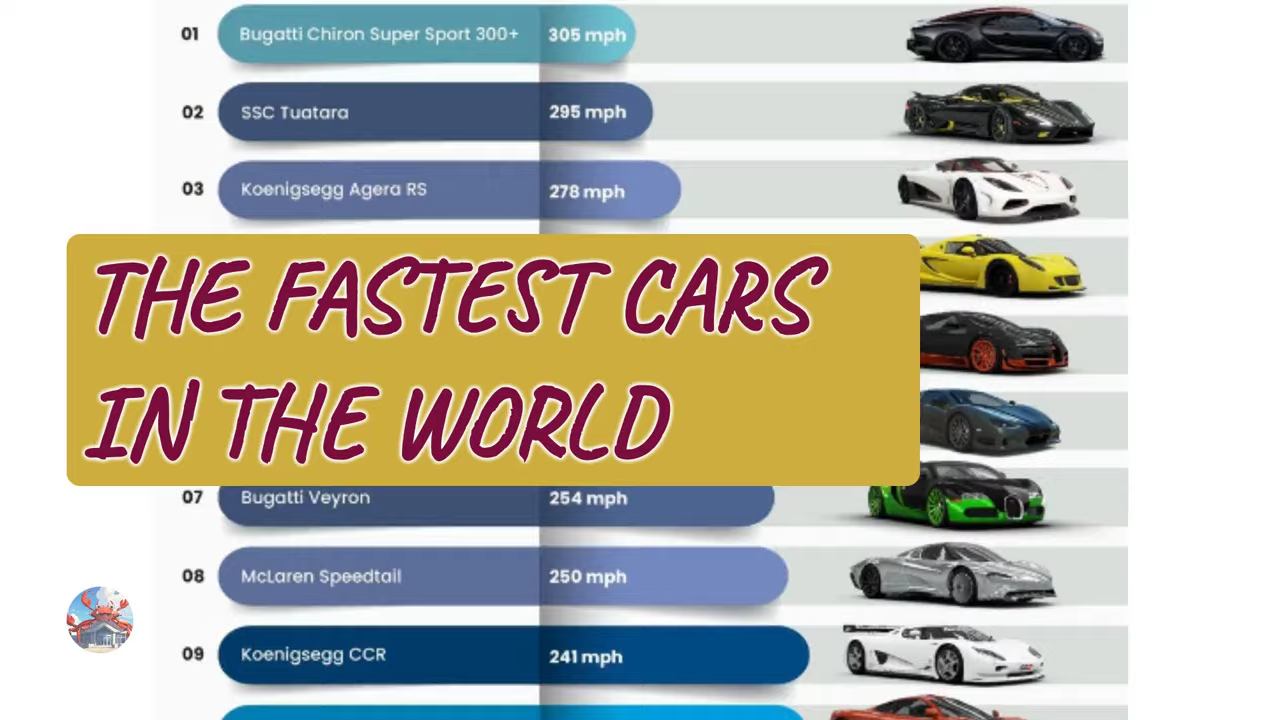 01 Bugatti Chiron Super Sport 300+ 305 mph
02 SSC Tuatara 295 mph
03 Koenigsegg Agera RS 278 mph
THE FASTEST CARS
IN THE WORLD
07 Bugatti Veyron 254 mph
08 McLaren Speedtail 250 mph
09 Koenigsegg CCR 241 mph